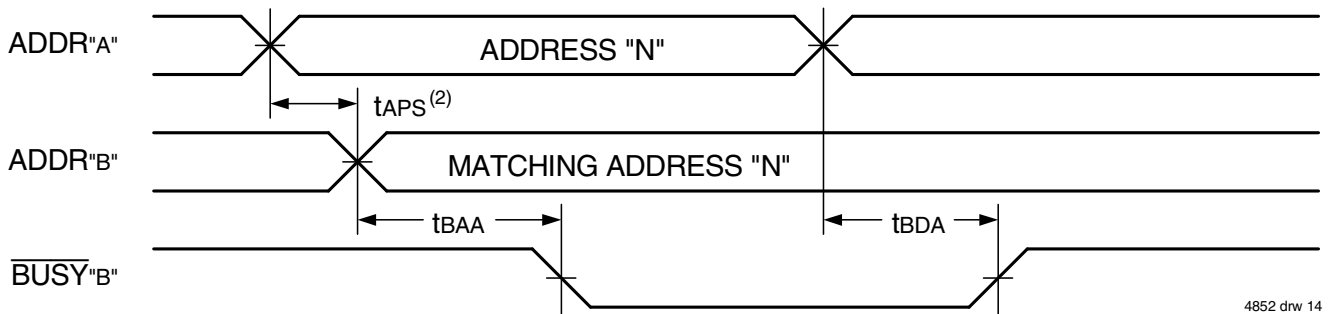 ADDR"A"
ADDRESS "N"
tAPS(2)
ADDR"B"
MATCHING ADDRESS "N"
tBAA
tBDA
BUSY"B"
4852 drw 14